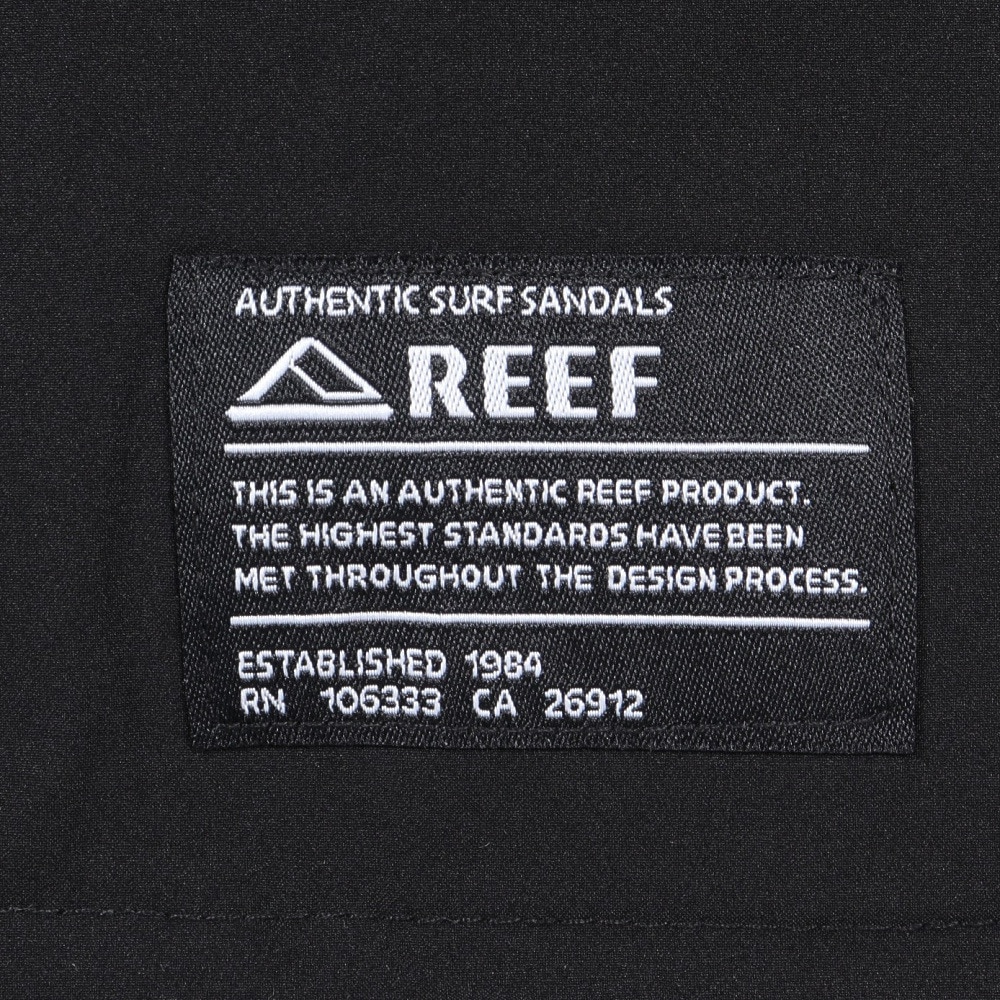 AUTHENTIC SURF SANDALS
REEF
THIS IS AN AUTHENTIC REEF PRODUCT.
THE HIGHEST STANDARDS HAVE BEEN
MET THROUGHOUT THE DESIGN PROCESS.
ESTABLISHED 1984
RN 106333 CA 26912